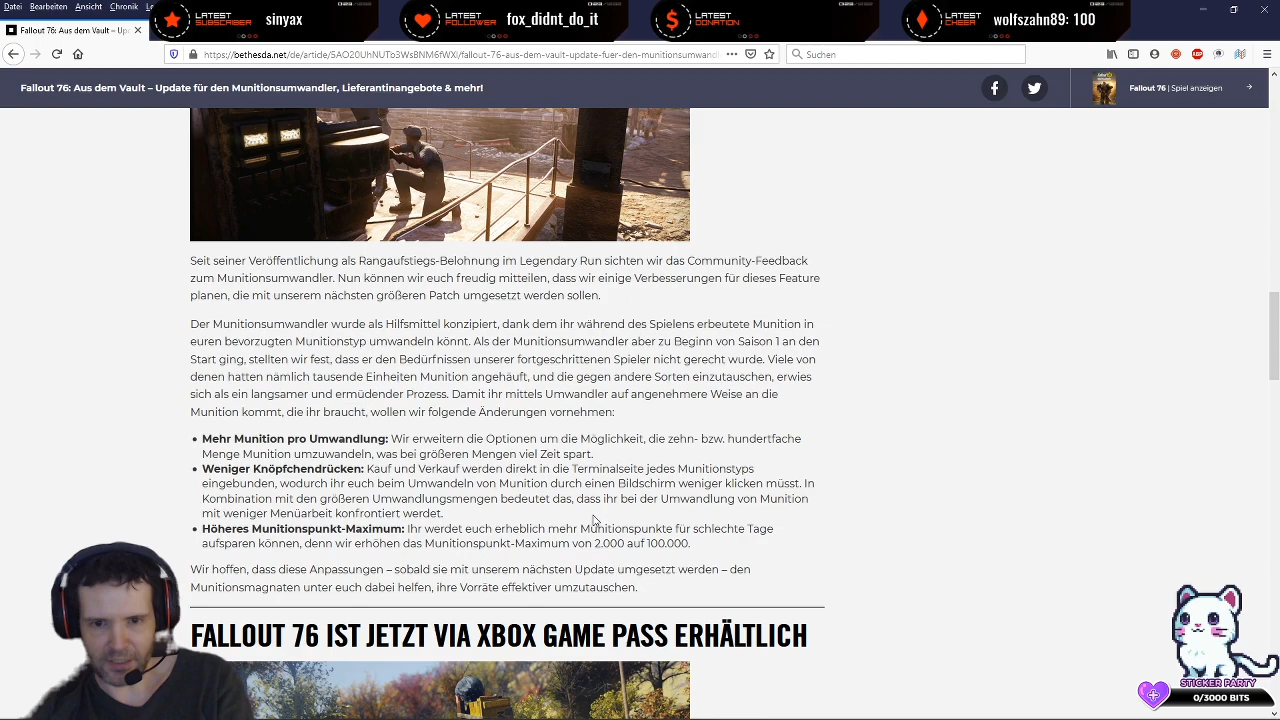 Datei Bearbeiten Ansicht Chronik
LATEST SUBSCRIBER sinyax
LATEST FOLLOWER fox_didnt_do_it
LATEST DONATION
LATEST CHEER wolfszahn89: 100
Fallout 76: Aus dem Vault – Up
https://bethesda.net/de/article/5AO20UhNUTo3Ws8NM6fWXi/fallout-76-aus-dem-vault-update-fuer-den-munitionsumwandl
Suchen
Fallout 76: Aus dem Vault – Update für den Munitionsumwandler, Lieferantinangebote & mehr!
Fallout 76 | Spiel anzeigen
Seit seiner Veröffentlichung als Rangaufstiegs-Belohnung im Legendary Run sichten wir das Community-Feedback
zum Munitionsumwandler. Nun können wir euch freudig mitteilen, dass wir einige Verbesserungen für dieses Feature
planen, die mit unserem nächsten größeren Patch umgesetzt werden sollen.
Der Munitionsumwandler wurde als Hilfsmittel konzipiert, dank dem ihr während des Spielens erbeutete Munition in
euren bevorzugten Munitionstyp umwandeln könnt. Als der Munitionsumwandler aber zu Beginn von Saison 1 an den
Start ging, stellten wir fest, dass er den Bedürfnissen unserer fortgeschrittenen Spieler nicht gerecht wurde. Viele von
denen hatten nämlich tausende Einheiten Munition angehäuft, und die gegen andere Sorten einzutauschen, erwies
sich als ein langsamer und ermüdender Prozess. Damit ihr mittels Umwandler auf angenehmere Weise an die
Munition kommt, die ihr braucht, wollen wir folgende Änderungen vornehmen:
• Mehr Munition pro Umwandlung: Wir erweitern die Optionen um die Möglichkeit, die zehn- bzw. hundertfache
Menge Munition umzuwandeln, was bei größeren Mengen viel Zeit spart.
• Weniger Knöpfchendrücken: Kauf und Verkauf werden direkt in die Terminalseite jedes Munitionstyps
eingebunden, wodurch ihr euch beim Umwandeln von Munition durch einen Bildschirm weniger klicken müsst. In
Kombination mit den größeren Umwandlungsmengen bedeutet das, dass ihr bei der Umwandlung von Munition
mit weniger Menüarbeit konfrontiert werdet.
• Höheres Munitionspunkt-Maximum: Ihr werdet euch erheblich mehr Munitionspunkte für schlechte Tage
aufsparen können, denn wir erhöhen das Munitionspunkt-Maximum von 2.000 auf 100.000.
Wir hoffen, dass diese Anpassungen – sobald sie mit unserem nächsten Update umgesetzt werden – den
Munitionsmagnaten unter euch dabei helfen, ihre Vorräte effektiver umzutauschen.
FALLOUT 76 IST JETZT VIA XBOX GAME PASS ERHÄLTLICH
STICKER PARTY
0/3000 BITS